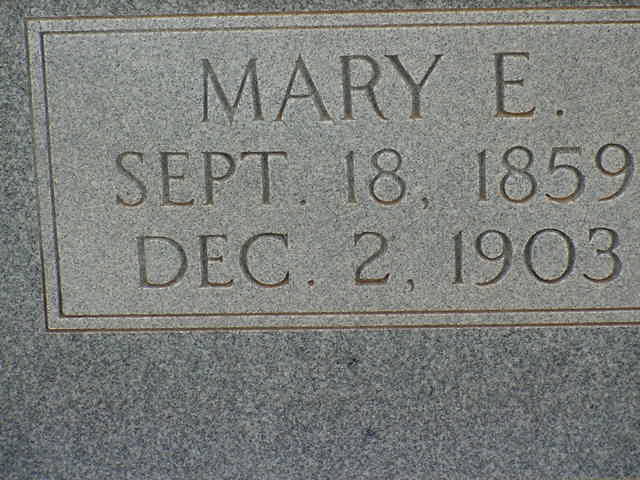 MARY E.
SEPT. 18, 1859
DEC. 2, 1903